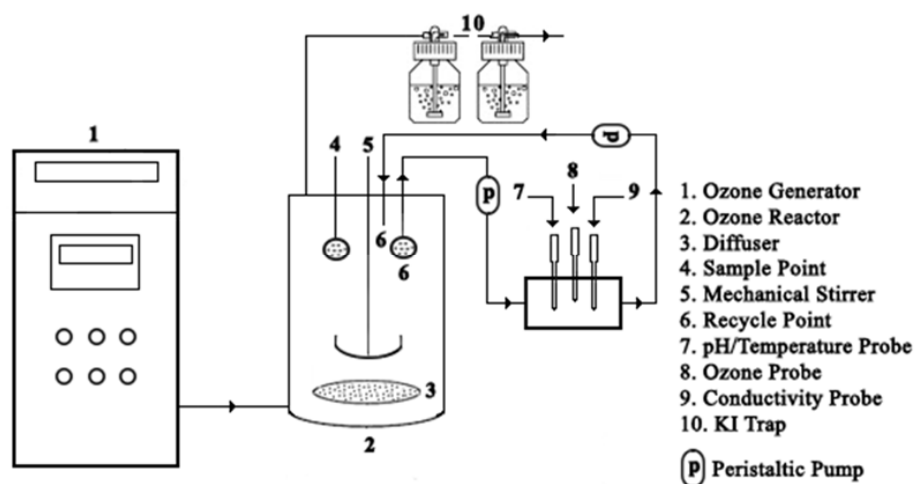 10
1
4
5
p
8
7
9
6
p
6
3
2
1. Ozone Generator
2. Ozone Reactor
3. Diffuser
4. Sample Point
5. Mechanical Stirrer
6. Recycle Point
7. pH/Temperature Probe
8. Ozone Probe
9. Conductivity Probe
10. KI Trap
p Peristaltic Pump